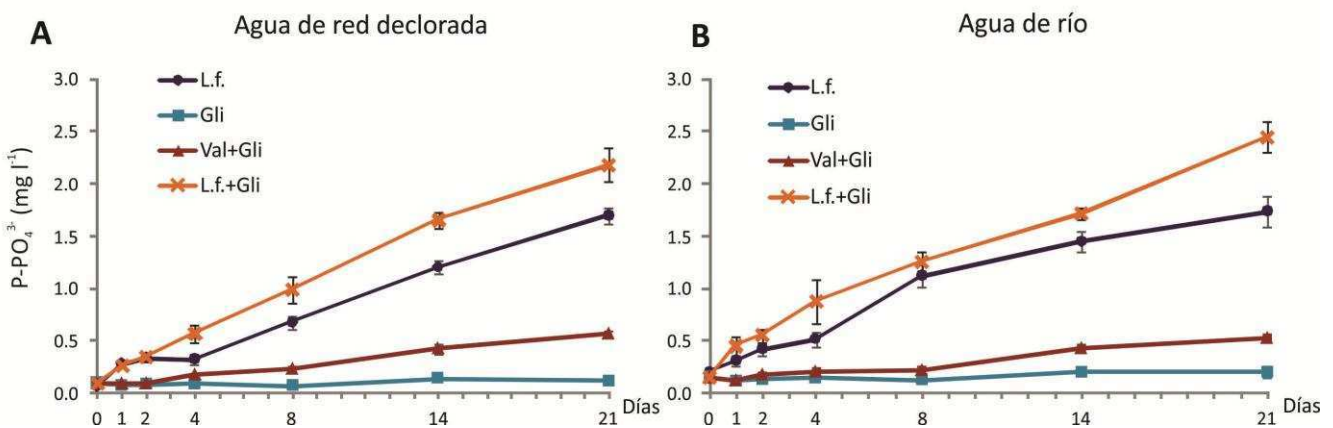 A
Agua de red declorada
P-PO₄³⁻ (mg l⁻¹)
3.0
2.5
2.0
1.5
1.0
0.5
0.0
L.f.
Gli
Val+Gli
L.f.+Gli
0 1 2 4 8 14 21 Días
B
Agua de río
3.0
2.5
2.0
1.5
1.0
0.5
0.0
L.f.
Gli
Val+Gli
L.f.+Gli
0 1 2 4 8 14 21 Días